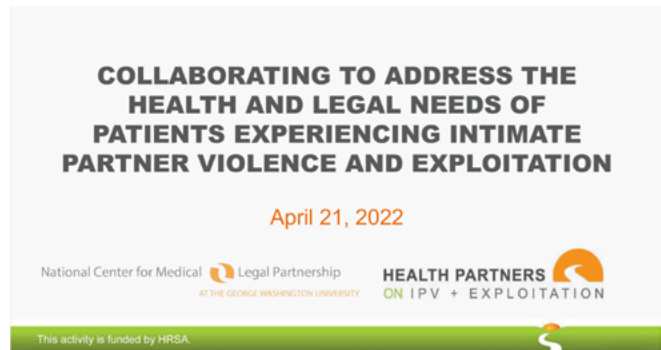 COLLABORATING TO ADDRESS THE
HEALTH AND LEGAL NEEDS OF
PATIENTS EXPERIENCING INTIMATE
PARTNER VIOLENCE AND EXPLOITATION
April 21, 2022
National Center for Medical Legal Partnership
AT THE GEORGE WASHINGTON UNIVERSITY
HEALTH PARTNERS
ON IPV + EXPLOITATION
This activity is funded by HRSA.